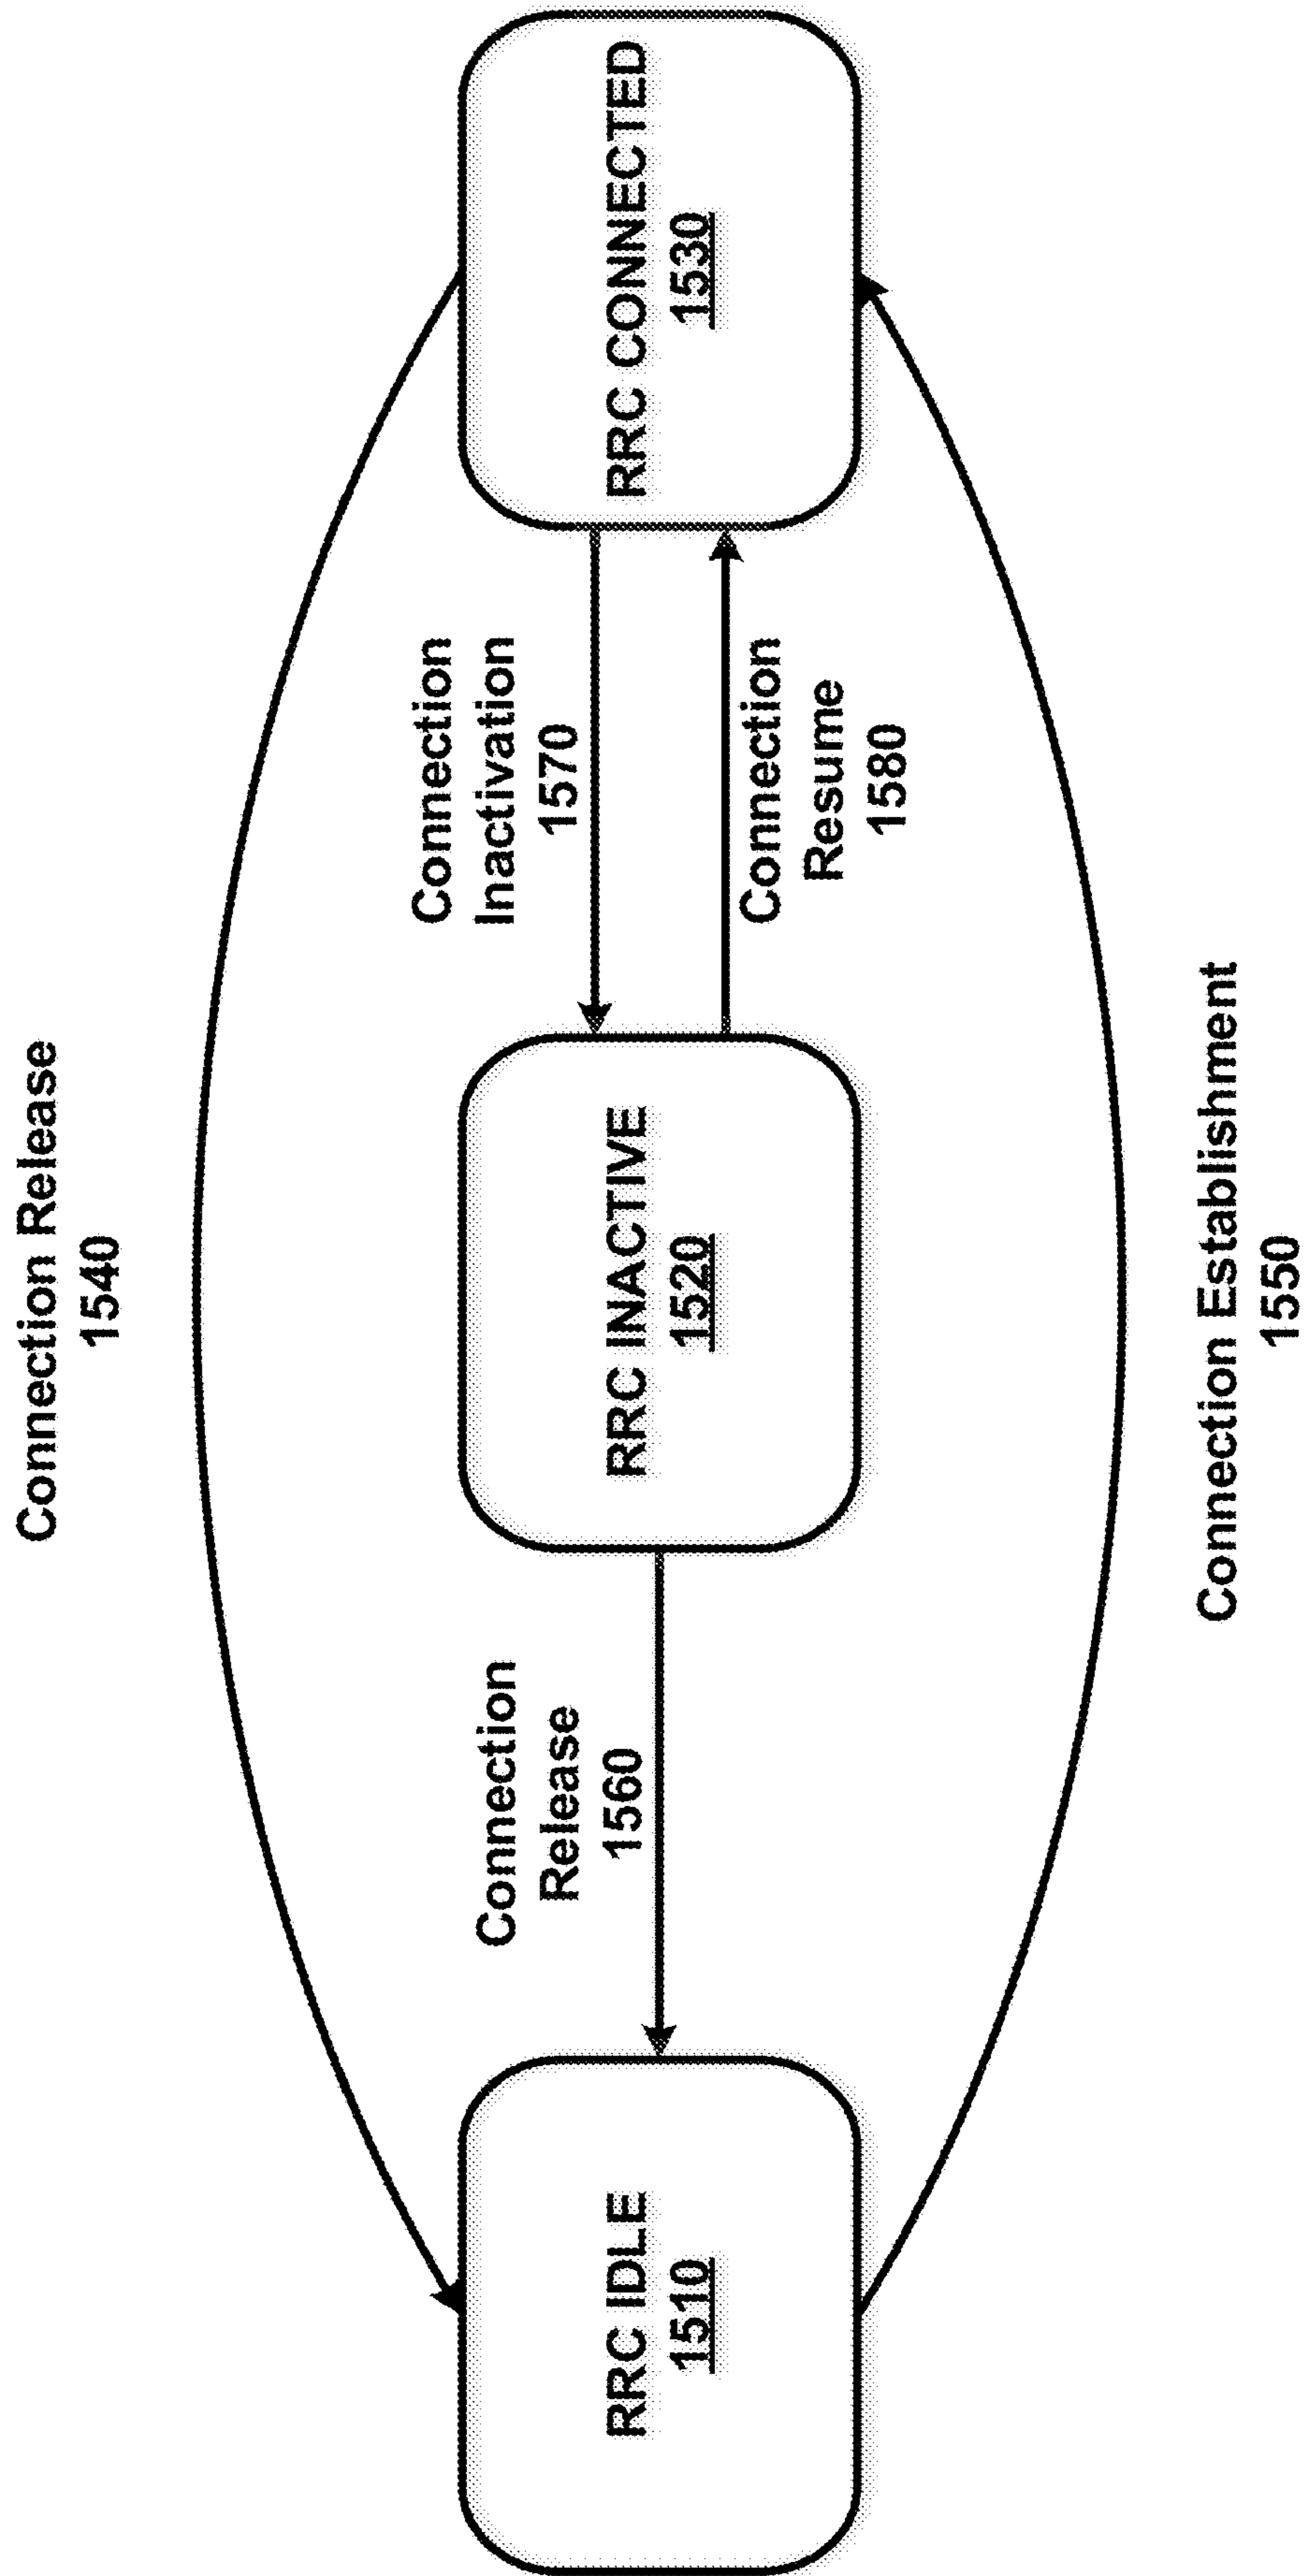 Connection Release
1540
RRC IDLE
1510
Connection
Release
1560
RRC INACTIVE
1520
Connection
Inactivation
1570
Connection
Resume
1580
RRC CONNECTED
1530
Connection Establishment
1550